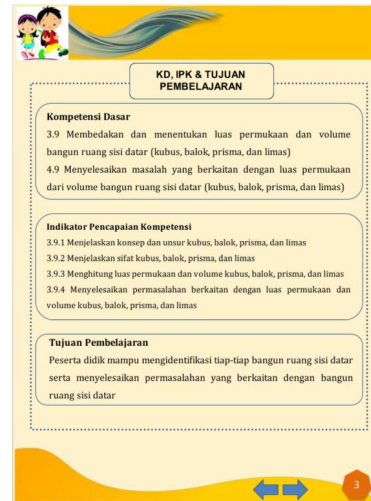 KD, IPK & TUJUAN
PEMBELAJARAN
Kompetensi Dasar
3.9 Membedakan dan menentukan luas permukaan dan volume
bangun ruang sisi datar (kubus, balok, prisma, dan limas)
4.9 Menyelesaikan masalah yang berkaitan dengan luas permukaan
dari volume bangun ruang sisi datar (kubus, balok, prisma, dan limas)
Indikator Pencapaian Kompetensi
3.9.1 Menjelaskan konsep dan unsur kubus, balok, prisma, dan limas
3.9.2 Menjelaskan sifat kubus, balok, prisma, dan limas
3.9.3 Menghitung luas permukaan dan volume kubus, balok, prisma, dan limas
3.9.4 Menyelesaikan permasalahan berkaitan dengan luas permukaan dan
volume kubus, balok, prisma, dan limas
Tujuan Pembelajaran
Peserta didik mampu mengidentifikasi tiap-tiap bangun ruang sisi datar
serta menyelesaikan permasalahan yang berkaitan dengan bangun
ruang sisi datar
3